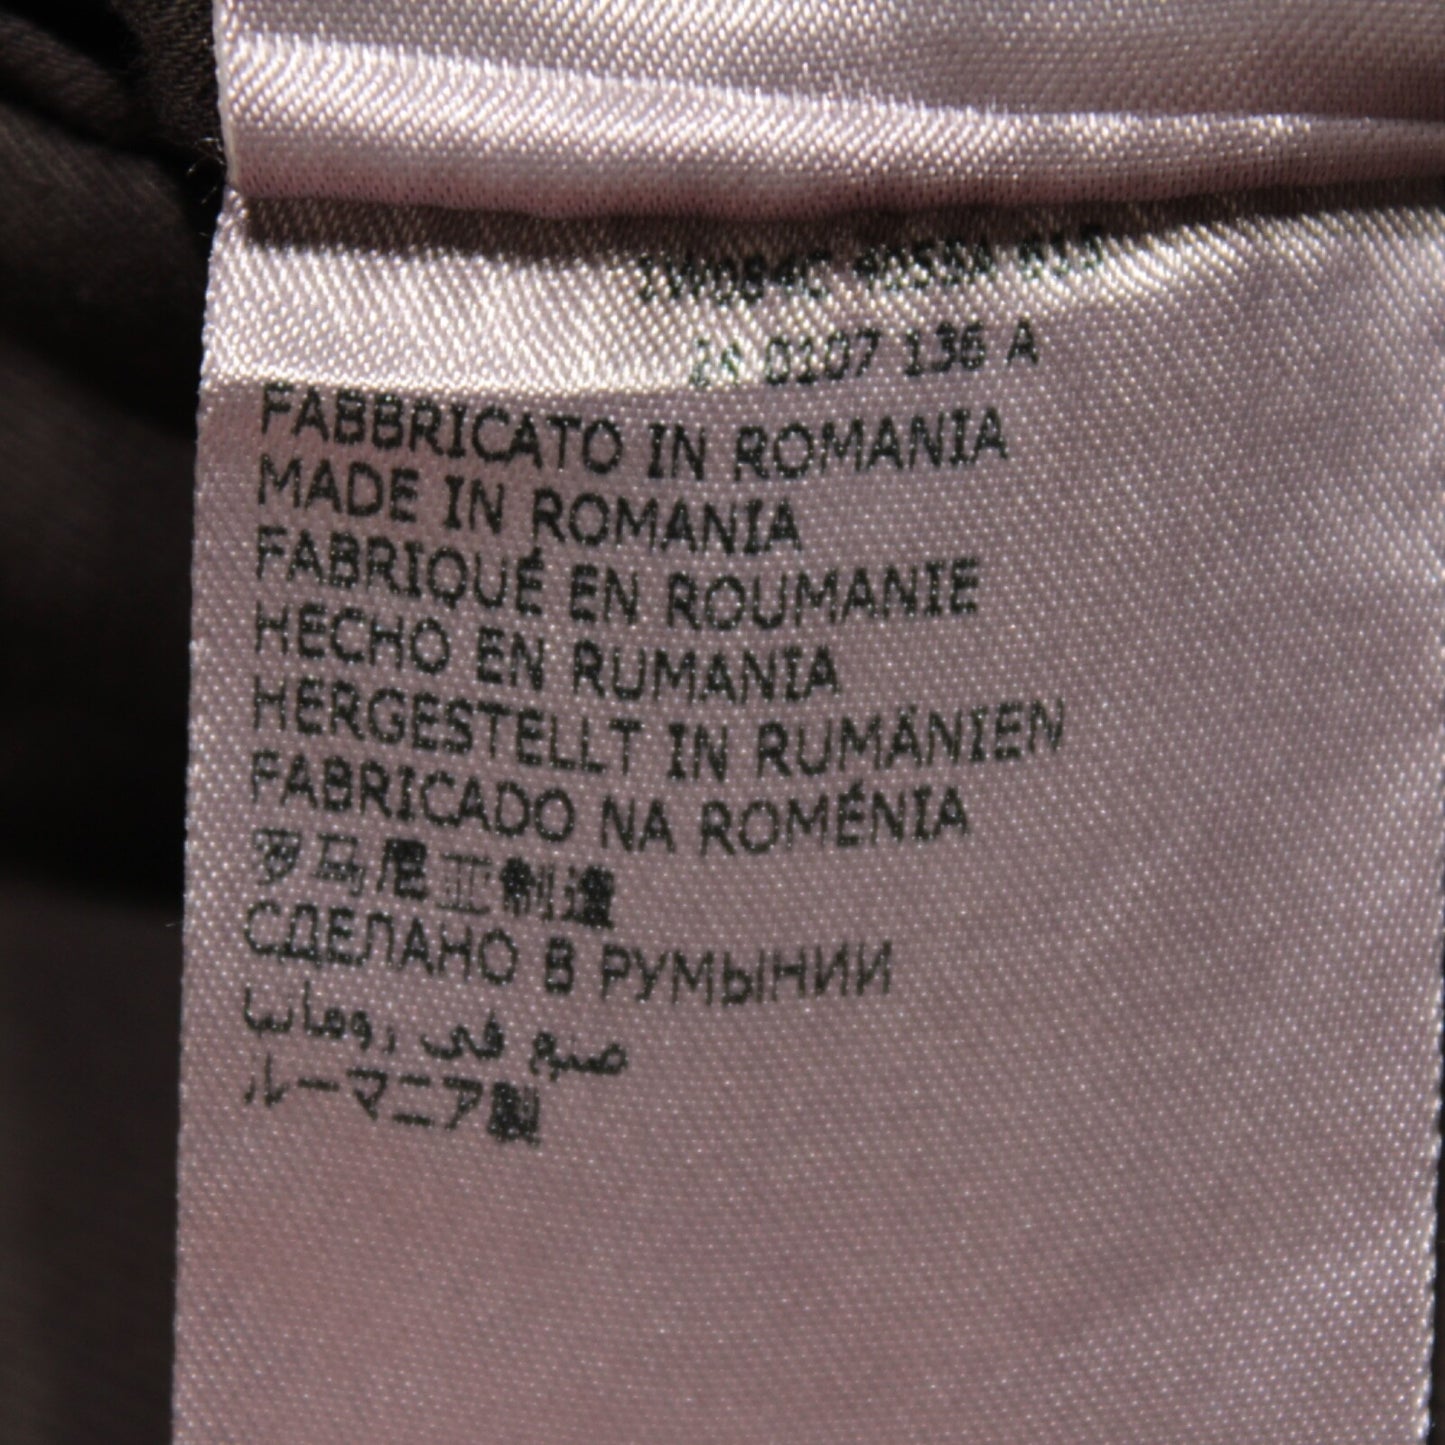 0107 136 A
FABBRICATO IN ROMANIA
MADE IN ROMANIA
FABRIQUÉ EN ROUMANIE
HECHO EN RUMANIA
HERGESTELLT IN RUMÄNIEN
FABRICADO NA ROMÉNIA
罗马尼亚制造
СДЕЛАНО В РУМЫНИИ
صنع في رومانيا
ルーマニア製